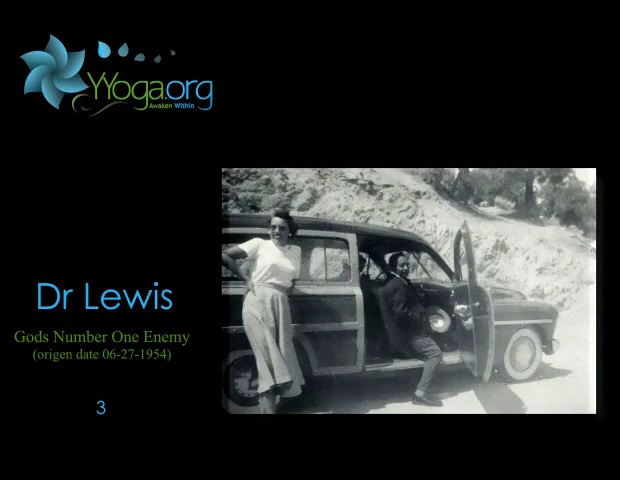 YYoga.org
Awaken Within
Dr Lewis
Gods Number One Enemy
(origen date 06-27-1954)
3